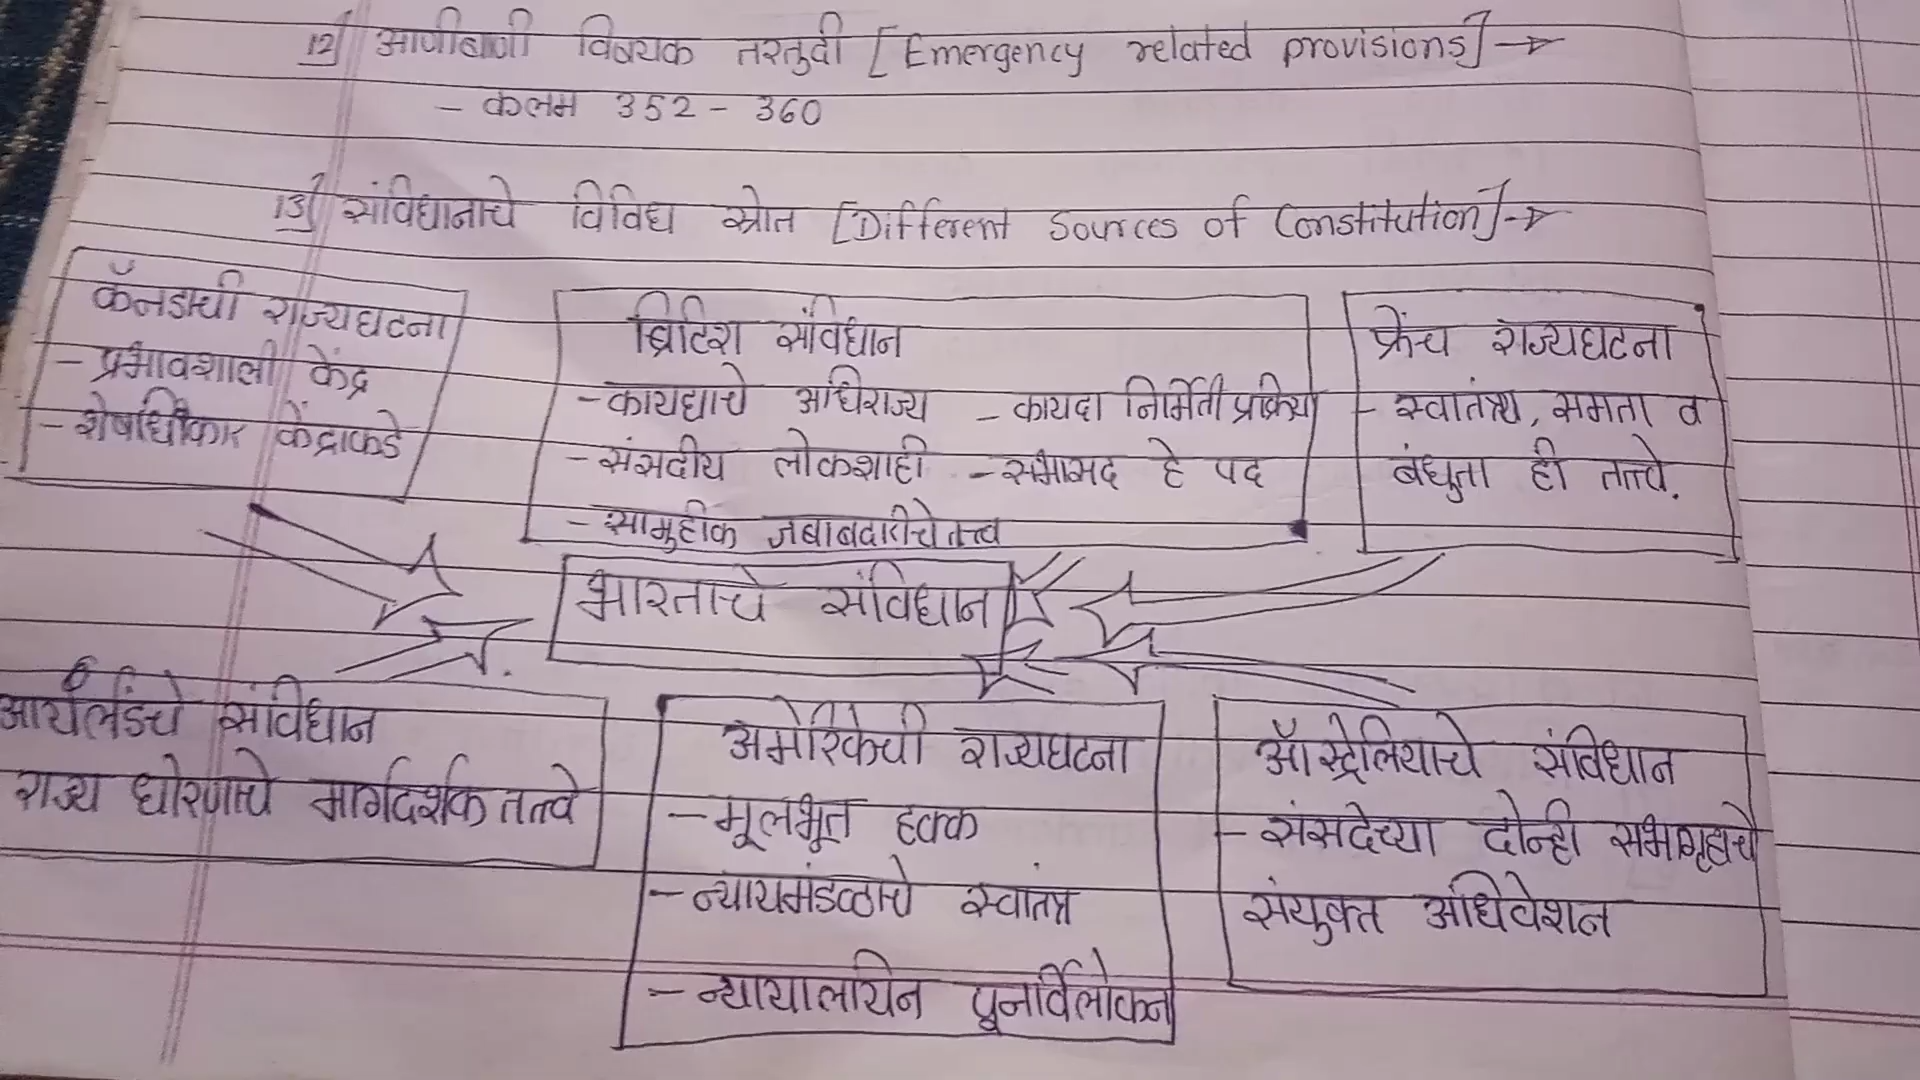 12] आणीबाणी विषयक तरतुदी [Emergency related provisions] →
- कलम 352 - 360
13] संविधानाचे विविध स्रोत [Different Sources of Constitution] →
कॅनडाची राज्यघटना
- प्रभावशाली केंद्र
- शेषाधिकार केंद्राकडे
ब्रिटिश संविधान
- कायद्याचे अधिराज्य - कायदा निर्मिती प्रक्रिया
- संसदीय लोकशाही - सभासद हे पद
- सामुहीक जबाबदारीचे तत्त्व
फ्रेंच राज्यघटना
- स्वातंत्र्य, समता व
बंधुता ही तत्त्वे.
भारताचे संविधान
आयर्लंडचे संविधान
राज्य धोरणाचे मार्गदर्शक तत्त्वे
अमेरिकेची राज्यघटना
- मूलभूत हक्क
- न्यायमंडळाचे स्वातंत्र
- न्यायालयिन पूनर्विलोकन
ऑस्ट्रेलियाचे संविधान
- संसदेच्या दोन्ही सभागृहाचे
संयुक्त अधिवेशन